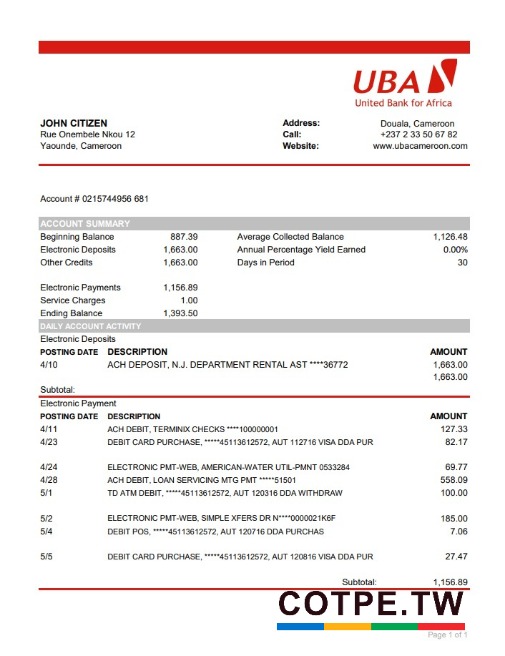 UBA
United Bank for Africa
JOHN CITIZEN Address: Douala, Cameroon
Rue Onembele Nkou 12 Call: +237 2 33 50 67 82
Yaounde, Cameroon Website: www.ubacameroon.com
Account # 0215744956 681
ACCOUNT SUMMARY
Beginning Balance 887.39 Average Collected Balance 1,126.48
Electronic Deposits 1,663.00 Annual Percentage Yield Earned 0.00%
Other Credits 1,663.00 Days in Period 30
Electronic Payments 1,156.89
Service Charges 1.00
Ending Balance 1,393.50
DAILY ACCOUNT ACTIVITY
Electronic Deposits
POSTING DATE DESCRIPTION AMOUNT
4/10 ACH DEPOSIT, N.J. DEPARTMENT RENTAL AST ****36772 1,663.00
1,663.00
Subtotal:
Electronic Payment
POSTING DATE DESCRIPTION AMOUNT
4/11 ACH DEBIT, TERMINIX CHECKS ****100000001 127.33
4/23 DEBIT CARD PURCHASE, *****45113612572, AUT 112716 VISA DDA PUR 82.17
4/24 ELECTRONIC PMT-WEB, AMERICAN-WATER UTIL-PMNT 0533284 69.77
4/28 ACH DEBIT, LOAN SERVICING MTG PMT *****51501 558.09
5/1 TD ATM DEBIT, *****45113612572, AUT 120316 DDA WITHDRAW 100.00
5/2 ELECTRONIC PMT-WEB, SIMPLE XFERS DR N****0000021K6F 185.00
5/4 DEBIT POS, *****45113612572, AUT 120716 DDA PURCHAS 7.06
5/5 DEBIT CARD PURCHASE, *****45113612572, AUT 120816 VISA DDA PUR 27.47
Subtotal: 1,156.89
COTPE.TW
Page 1 of 1